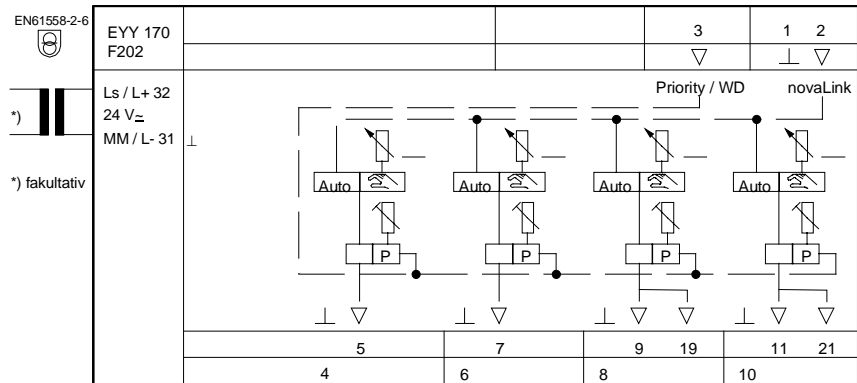 EN61558-2-6
EYY 170
F202
3 1 2
Priority / WD novaLink
Ls / L+ 32
24 V~
MM / L- 31 ⊥
*)
*) fakultativ
Auto Auto Auto Auto
P P P P
5 7 9 19 11 21
4 6 8 10